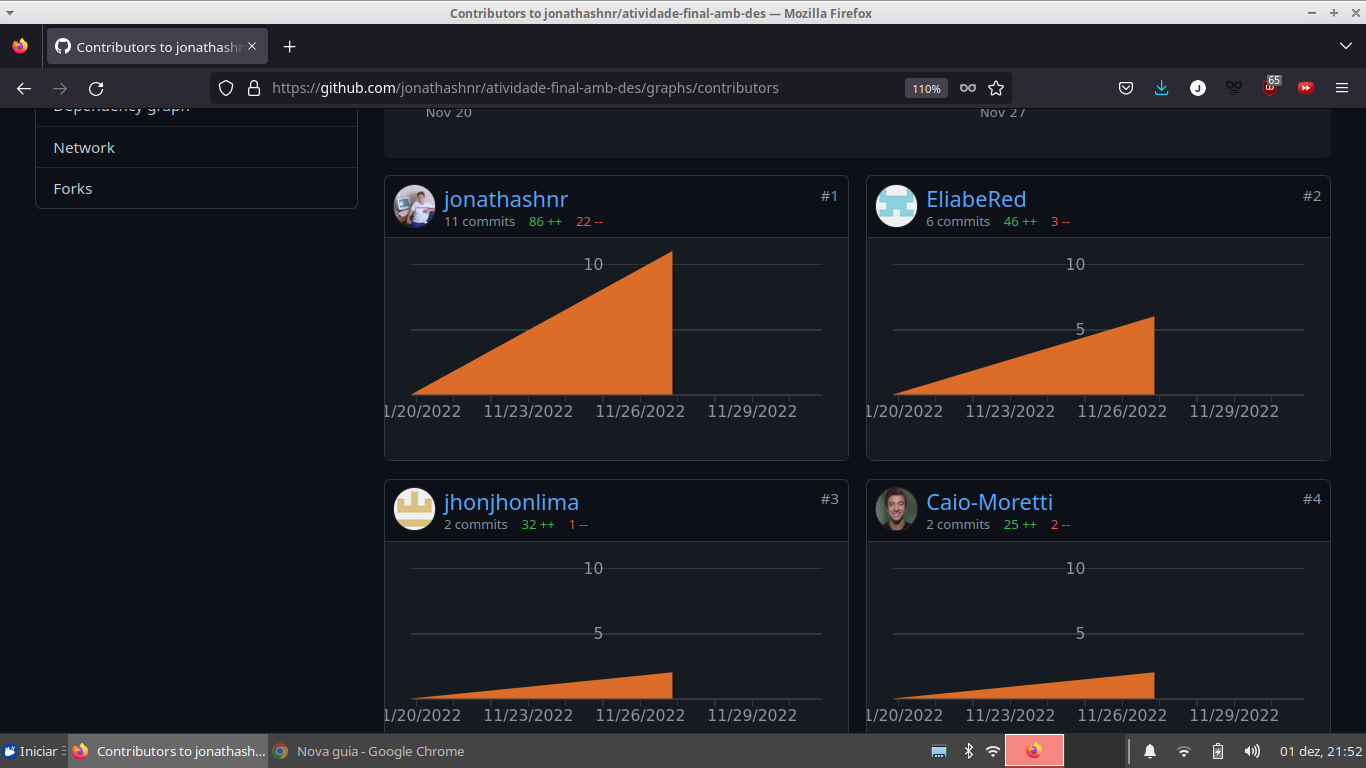 Contributors to jonathashnr/atividade-final-amb-des — Mozilla Firefox
Contributors to jonathashr
https://github.com/jonathashnr/atividade-final-amb-des/graphs/contributors
110%
J
65
Dependency graph
Nov 20
Nov 27
Network
Forks
jonathashnr
#1
11 commits 86 ++ 22 --
10
1/20/2022 11/23/2022 11/26/2022 11/29/2022
EliabeRed
#2
6 commits 46 ++ 3 --
10
5
1/20/2022 11/23/2022 11/26/2022 11/29/2022
jhonjhonlima
#3
2 commits 32 ++ 1 --
10
5
1/20/2022 11/23/2022 11/26/2022 11/29/2022
Caio-Moretti
#4
2 commits 25 ++ 2 --
10
5
1/20/2022 11/23/2022 11/26/2022 11/29/2022
Iniciar
Contributors to jonathash...
Nova guia - Google Chrome
01 dez, 21:52